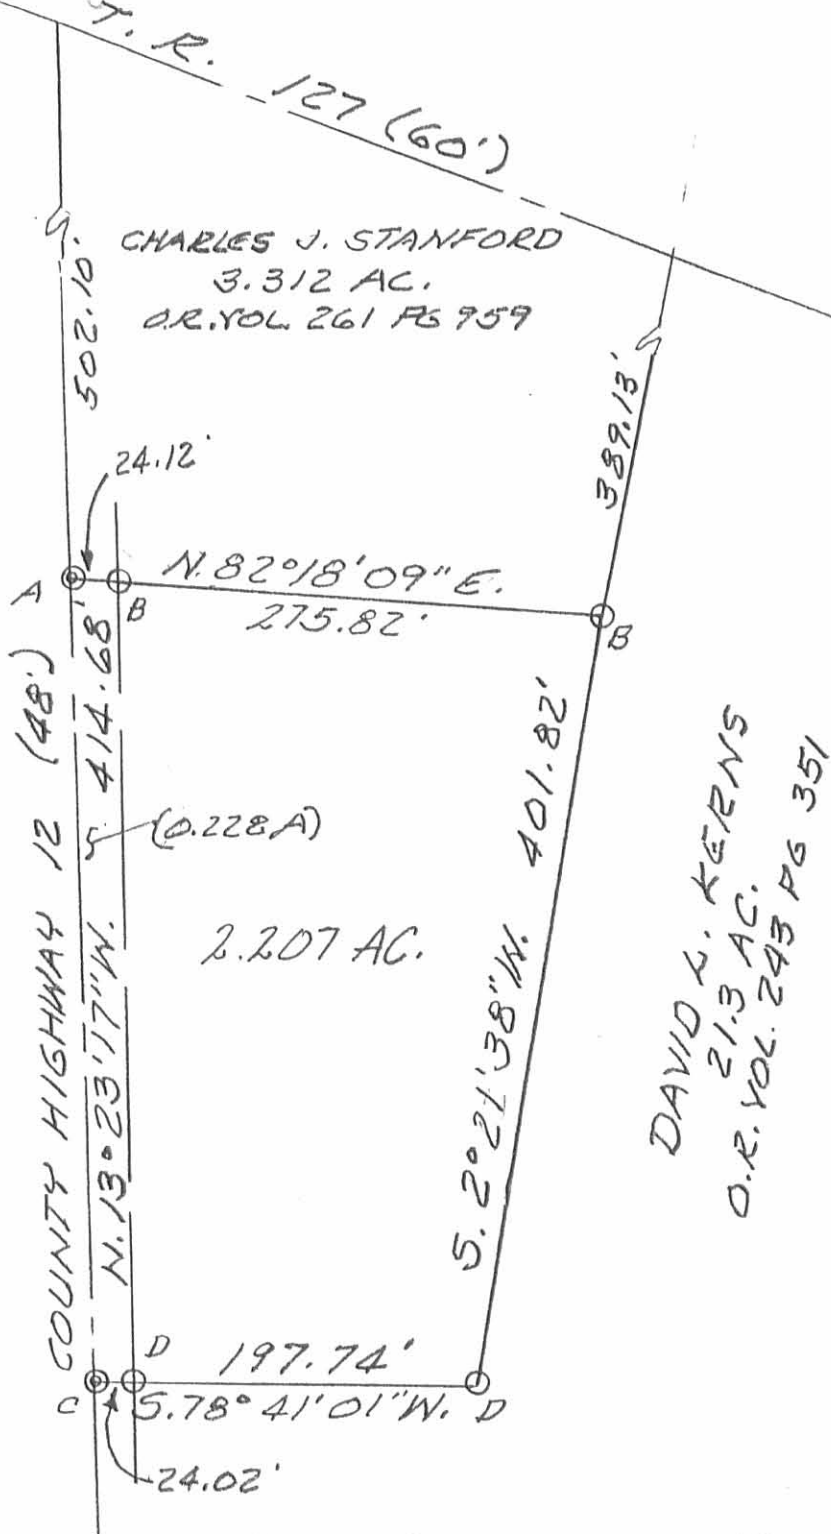 T. R. 127 (60')
CHARLES J. STANFORD
3.312 AC.
O.R. VOL. 261 PG 959
502.10'
389.13'
24.12'
A
B
N. 82°18'09" E.
275.82'
B
COUNTY HIGHWAY 12 (48')
N. 13°23'17" W. 414.68'
(0.228 A)
2.207 AC.
S. 2°21'38" W. 401.82'
DAVID L. KERNS
21.3 AC.
O.R. VOL. 243 PG 351
D
197.74'
C
S. 78°41'01" W.
D
24.02'